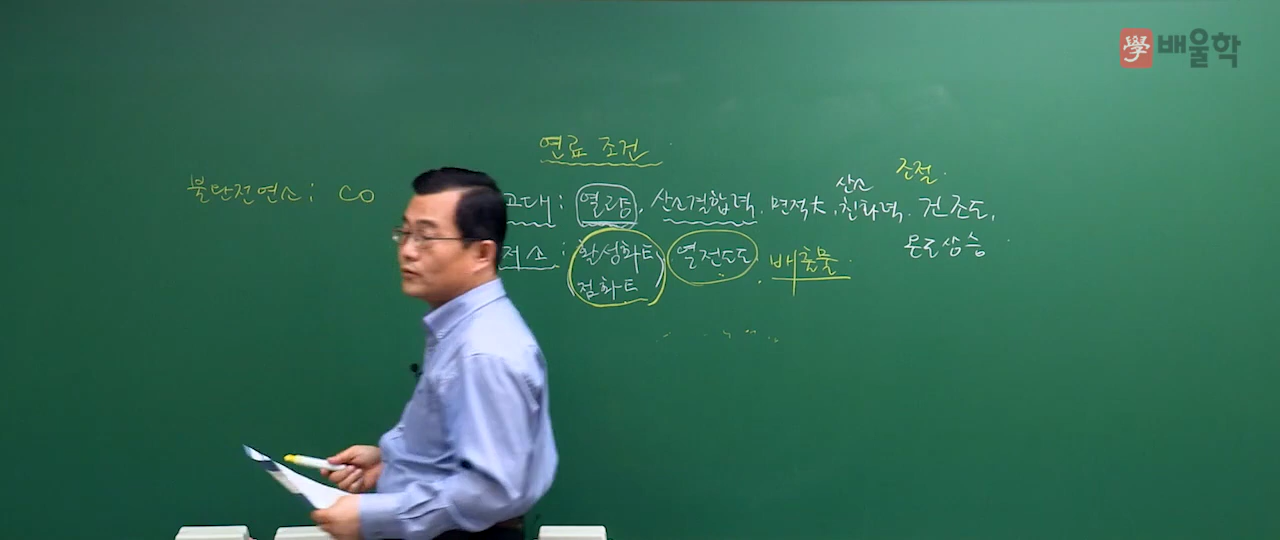 學 배울학
연료 조건
불완전연소 : CO
고대 : 열량, 산소결합력, 면적大, 산소 친화력, 조절 건조도,
온도상승
저소 : 활성화E 열전도도 배출물
점화E